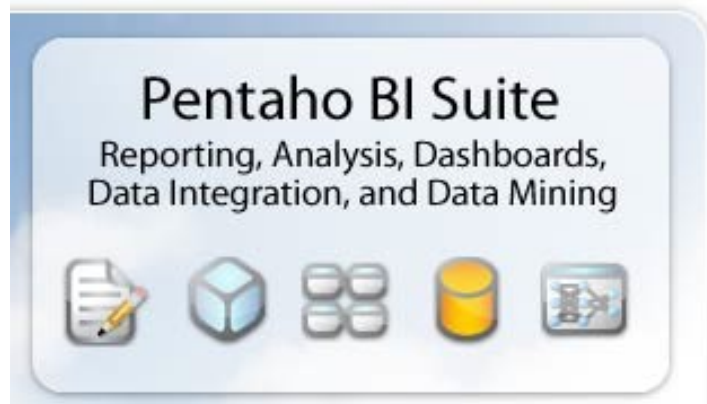 Pentaho BI Suite
Reporting, Analysis, Dashboards,
Data Integration, and Data Mining